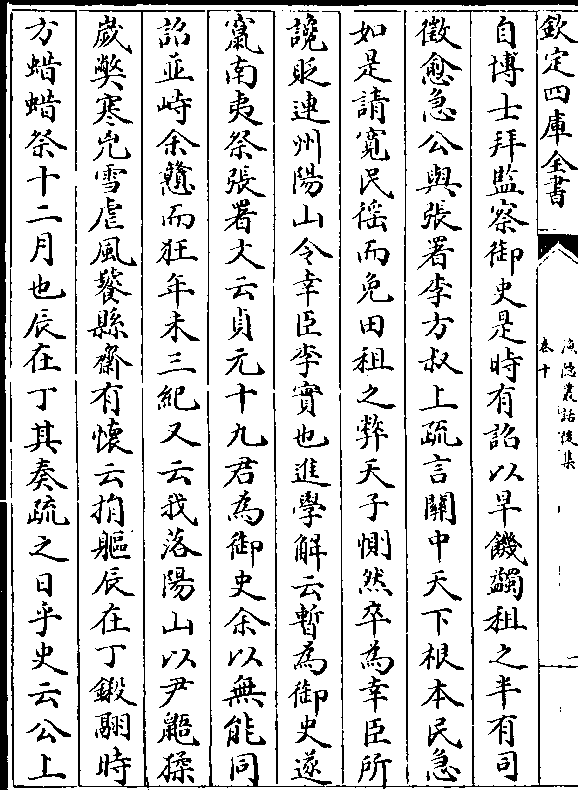 欽定四庫全書
漁隱叢話後集
卷十
一
自博士拜監察御史是時有詔以旱饑蠲租之半有司
徵愈急公與張署李方叔上疏言關中天下根本民急
如是請寬民徭而免田租之弊天子惻然卒為幸臣所
讒貶連州陽山令幸臣李實也進學解云暫為御史遂
竄南夷祭張署文云貞元十九君為御史余以無能同
詔並峙余戇而狂年未三紀又云我落陽山以尹鼯猱
歲弊寒兇雪虐風饕縣齋有懷云捐軀辰在丁鎩翮時
方蜡蜡祭十二月也辰在丁其奏疏之日乎史云公上